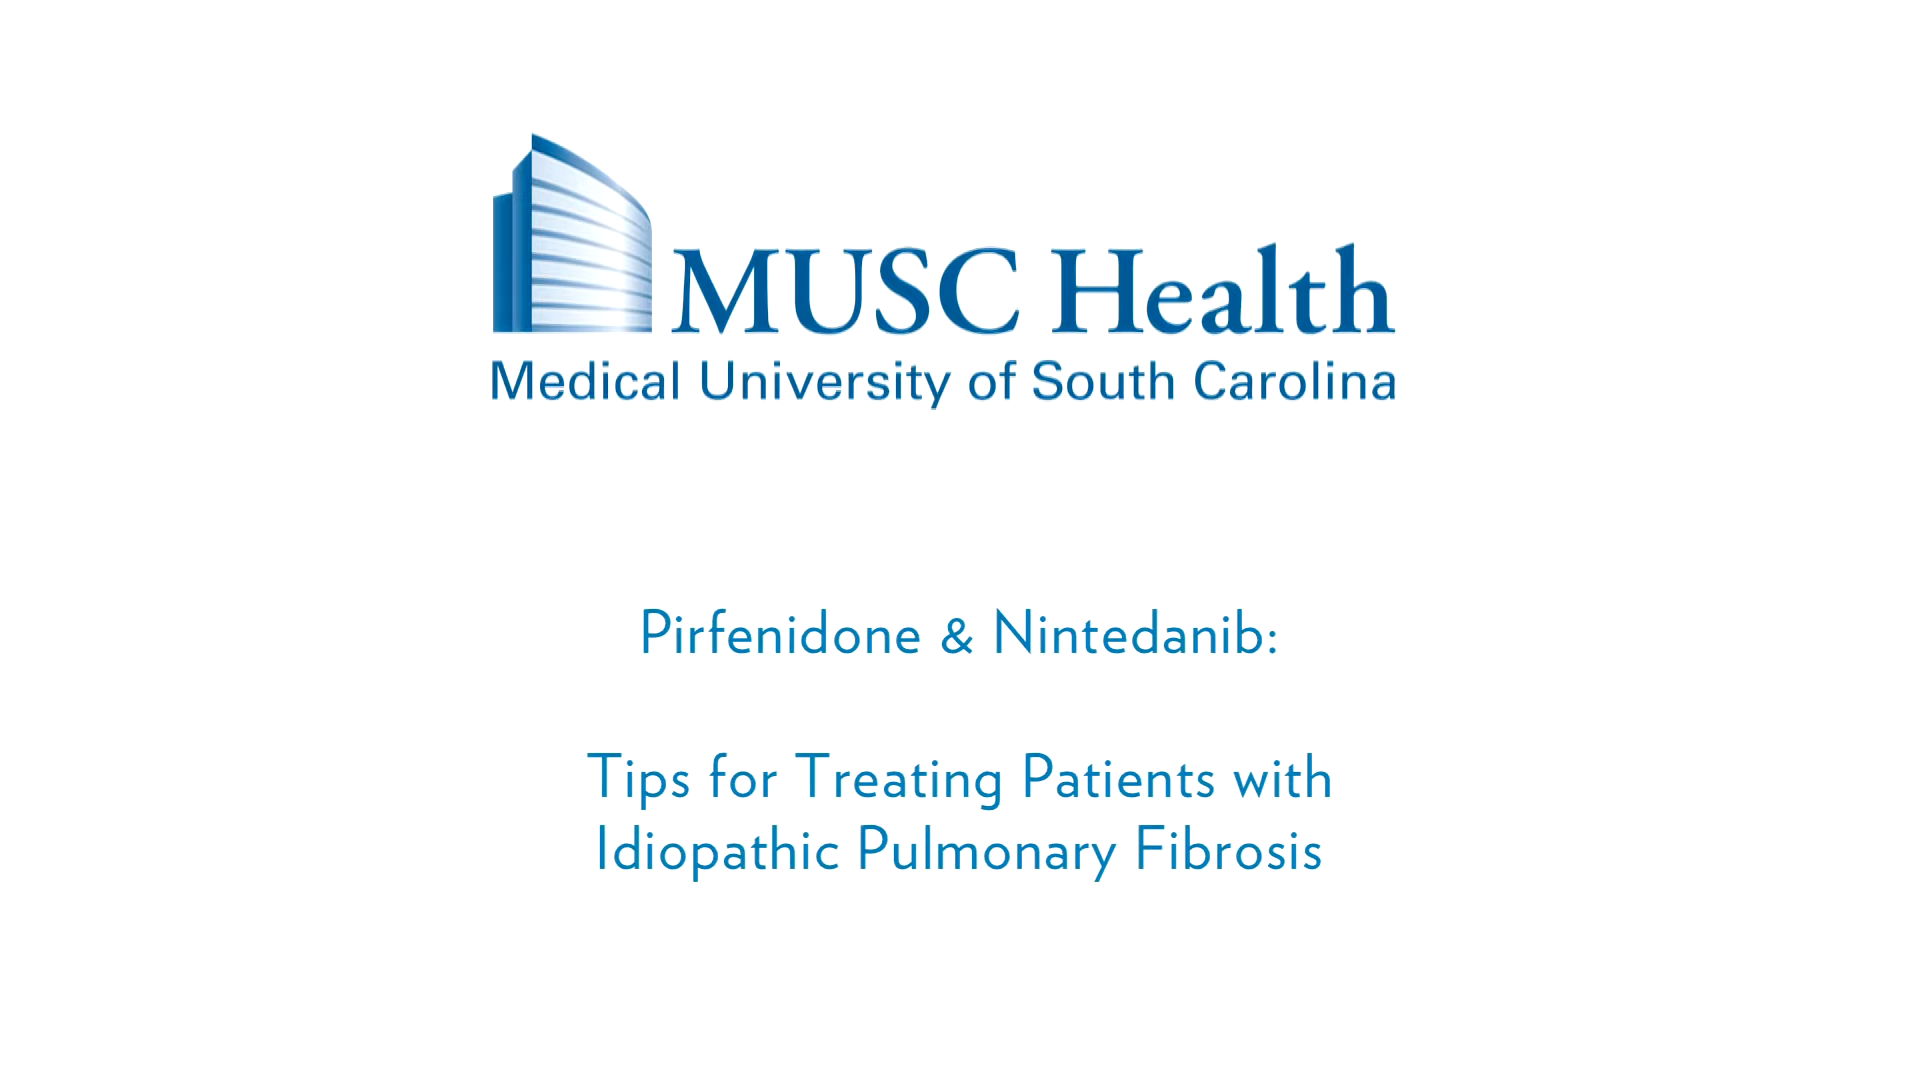 MUSC Health
Medical University of South Carolina
Pirfenidone & Nintedanib:
Tips for Treating Patients with
Idiopathic Pulmonary Fibrosis